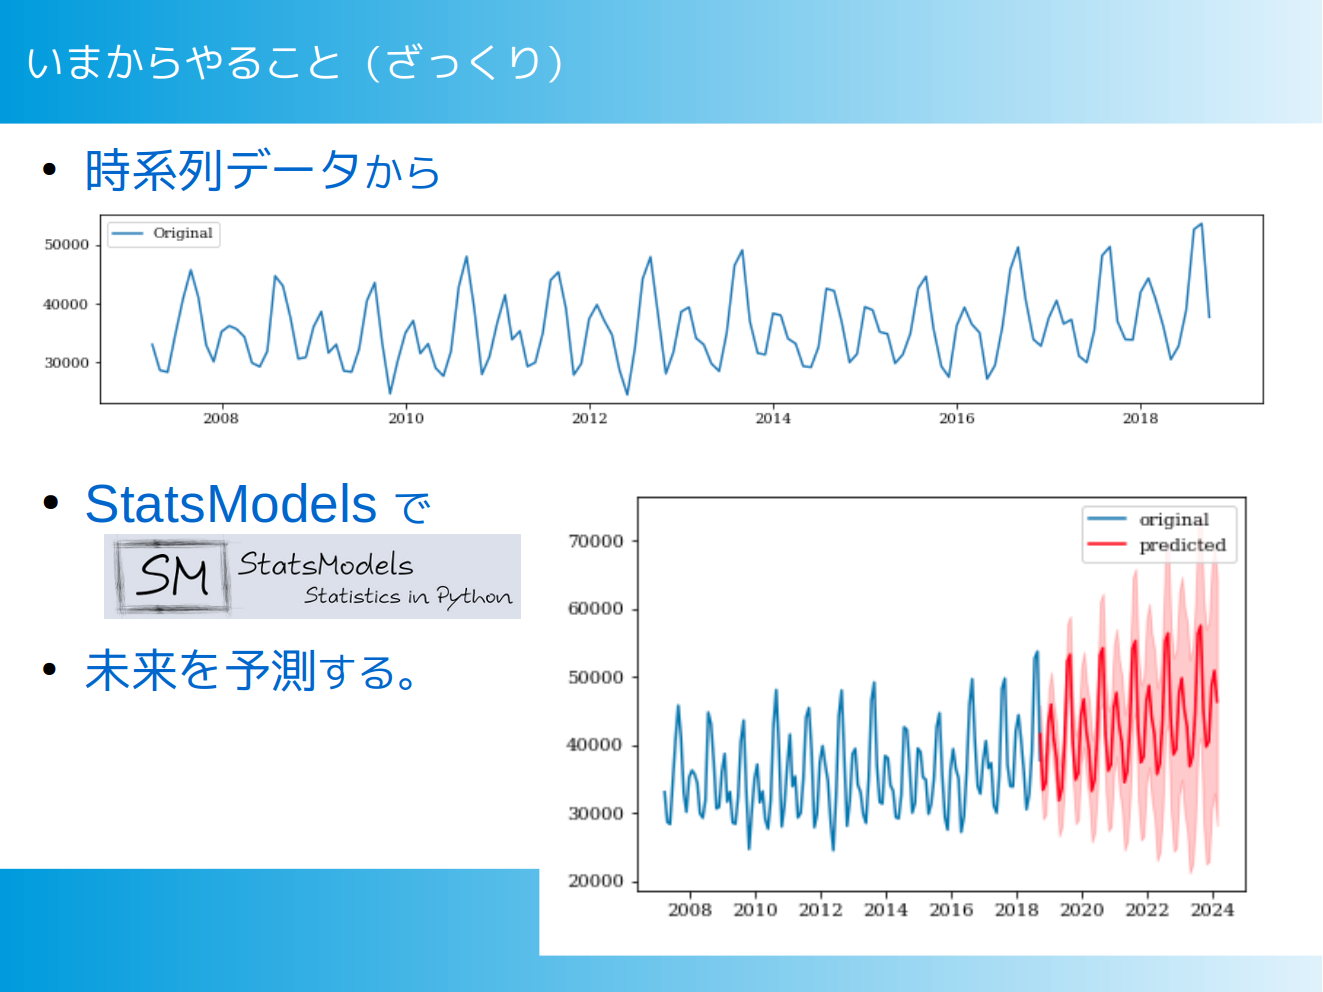 いまからやること（ざっくり）
• 時系列データから
Original
50000
40000
30000
2008 2010 2012 2014 2016 2018
• StatsModels で
SM StatsModels
Statistics in Python
• 未来を予測する。
original
predicted
70000
60000
50000
40000
30000
20000
2008 2010 2012 2014 2016 2018 2020 2022 2024